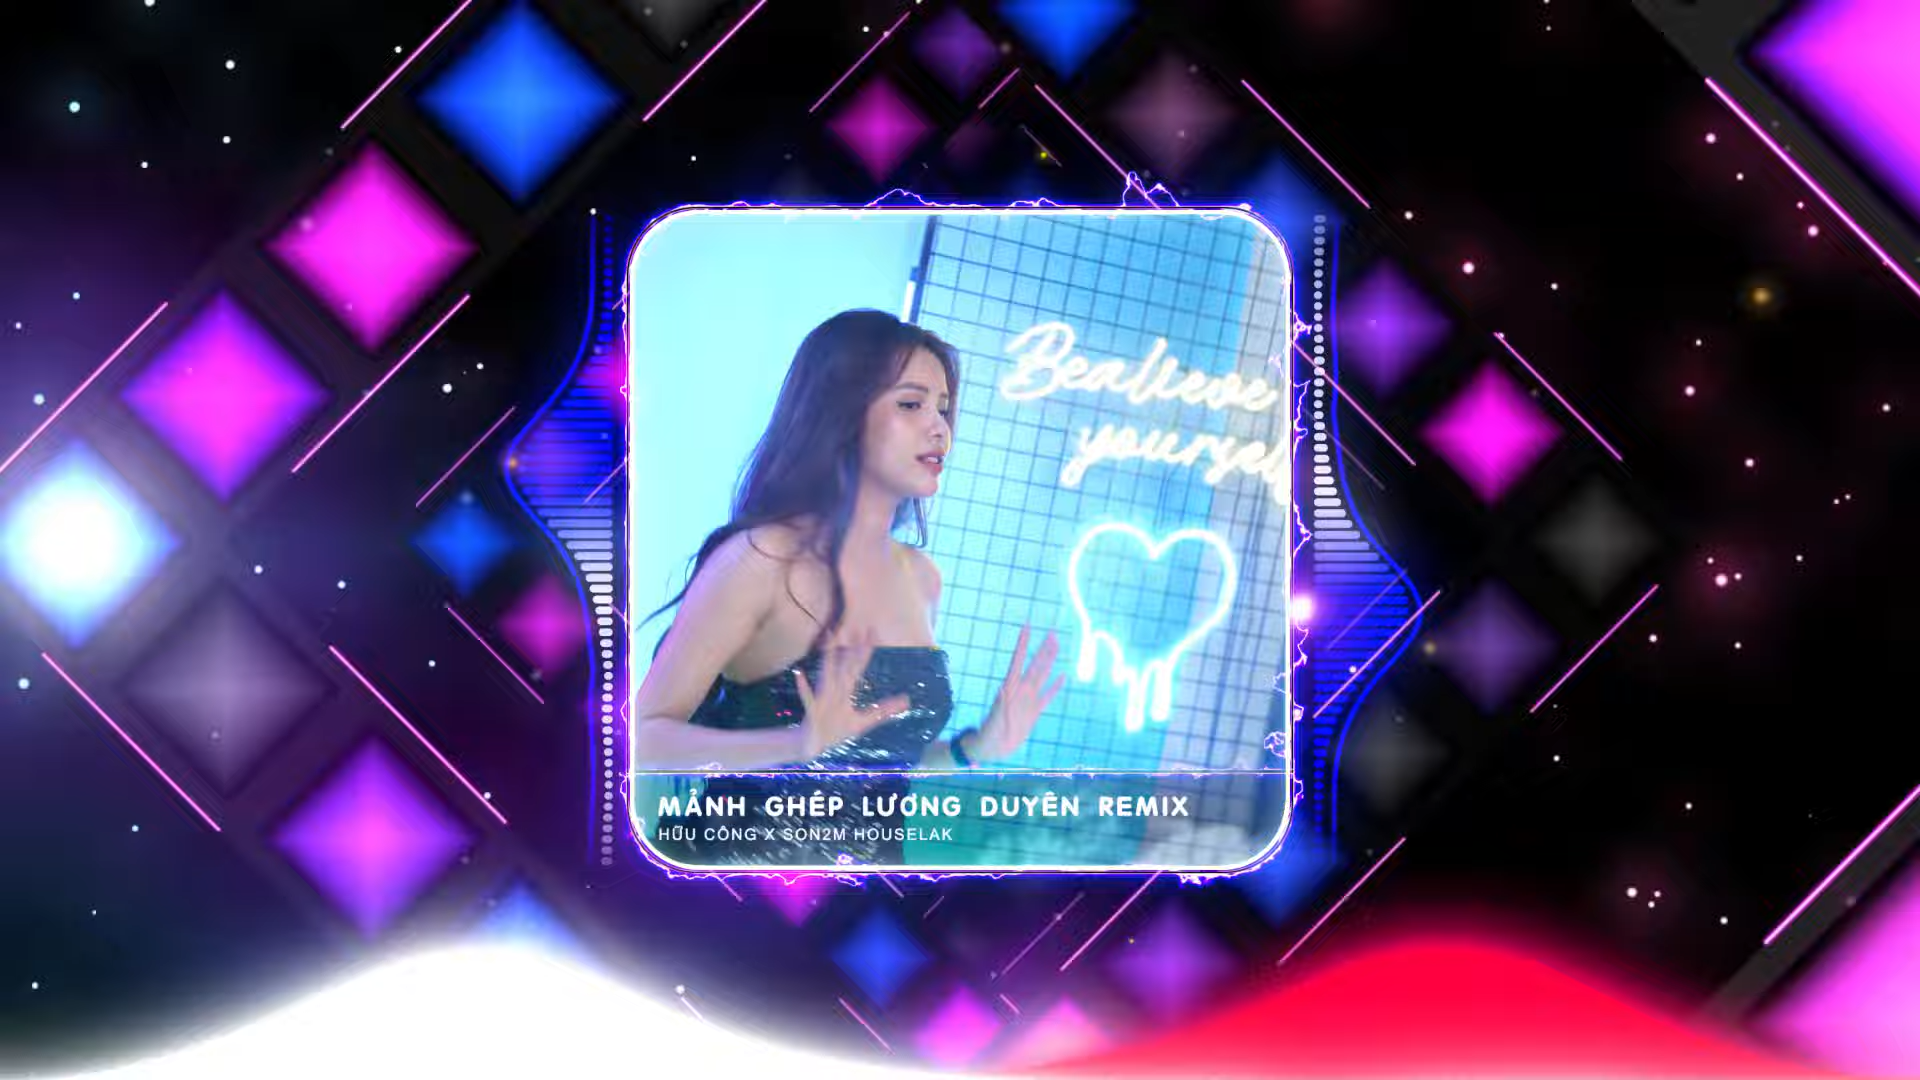 Bealieve
yourself
MẢNH GHÉP LƯƠNG DUYÊN REMIX
HỮU CÔNG X SON2M HOUSELAK